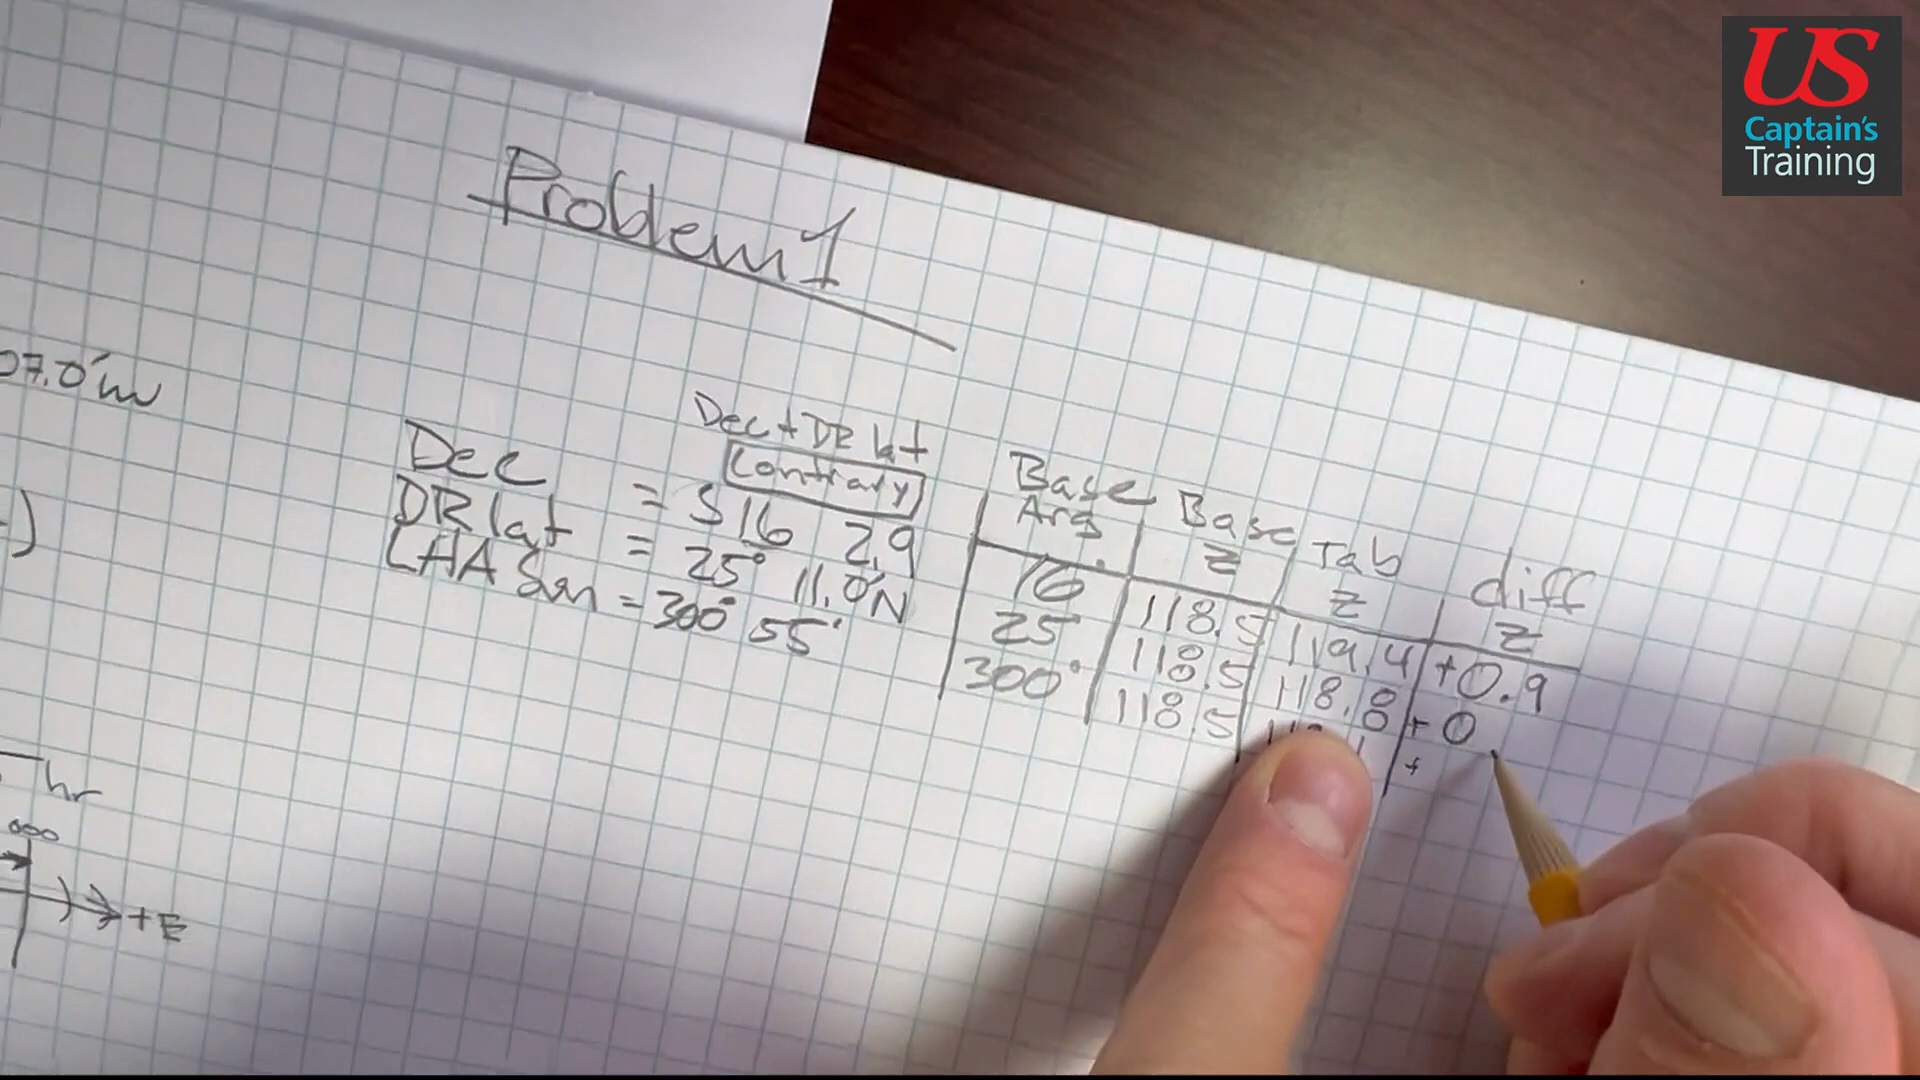 US
Captain's
Training
Problem 1
07.0'W
Dec + DR lat
Contrary
Dec = S 16 2.9
DR lat = 25° 11.0'N
LHA Sun = 300° 55'
Base Arg Base Z Tab Z diff Z
16° 118.5 119.4 +0.9
25 118.5 118.8 +0
300° 118.5 +
hr
000
+E